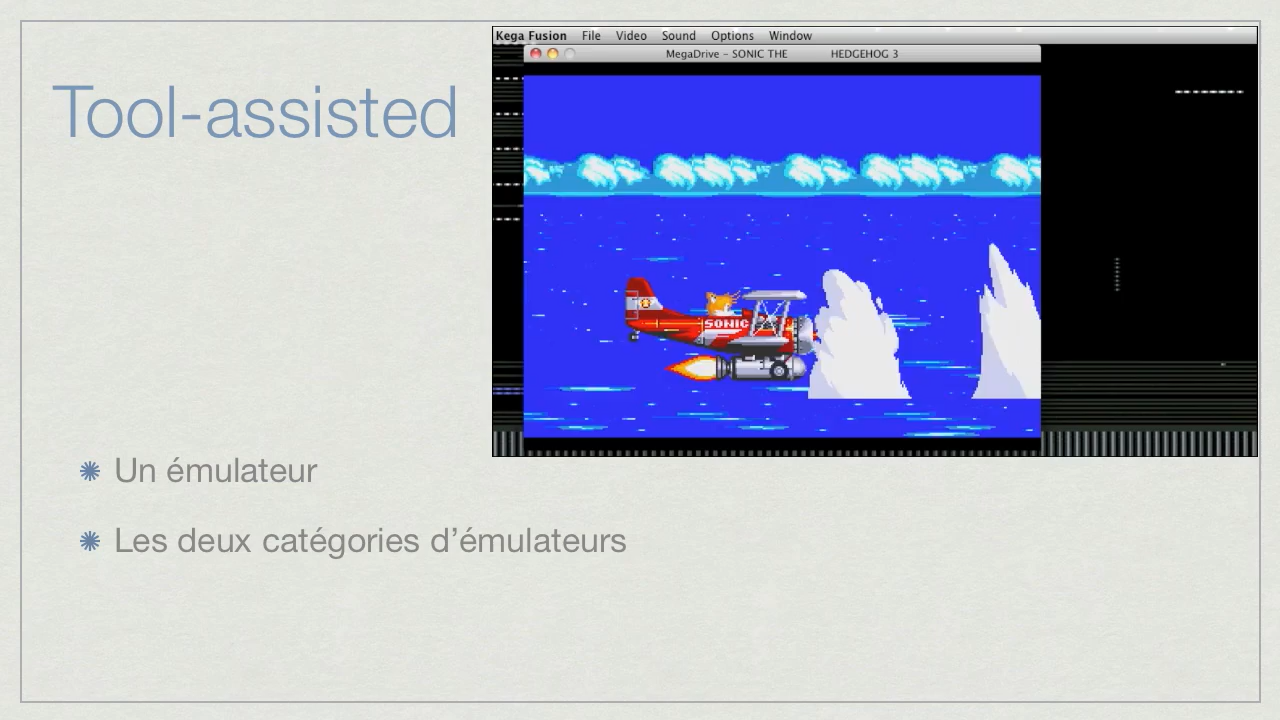 Kega Fusion File Video Sound Options Window
MegaDrive – SONIC THE HEDGEHOG 3
Tool-assisted
SONIC
Un émulateur
Les deux catégories d’émulateurs